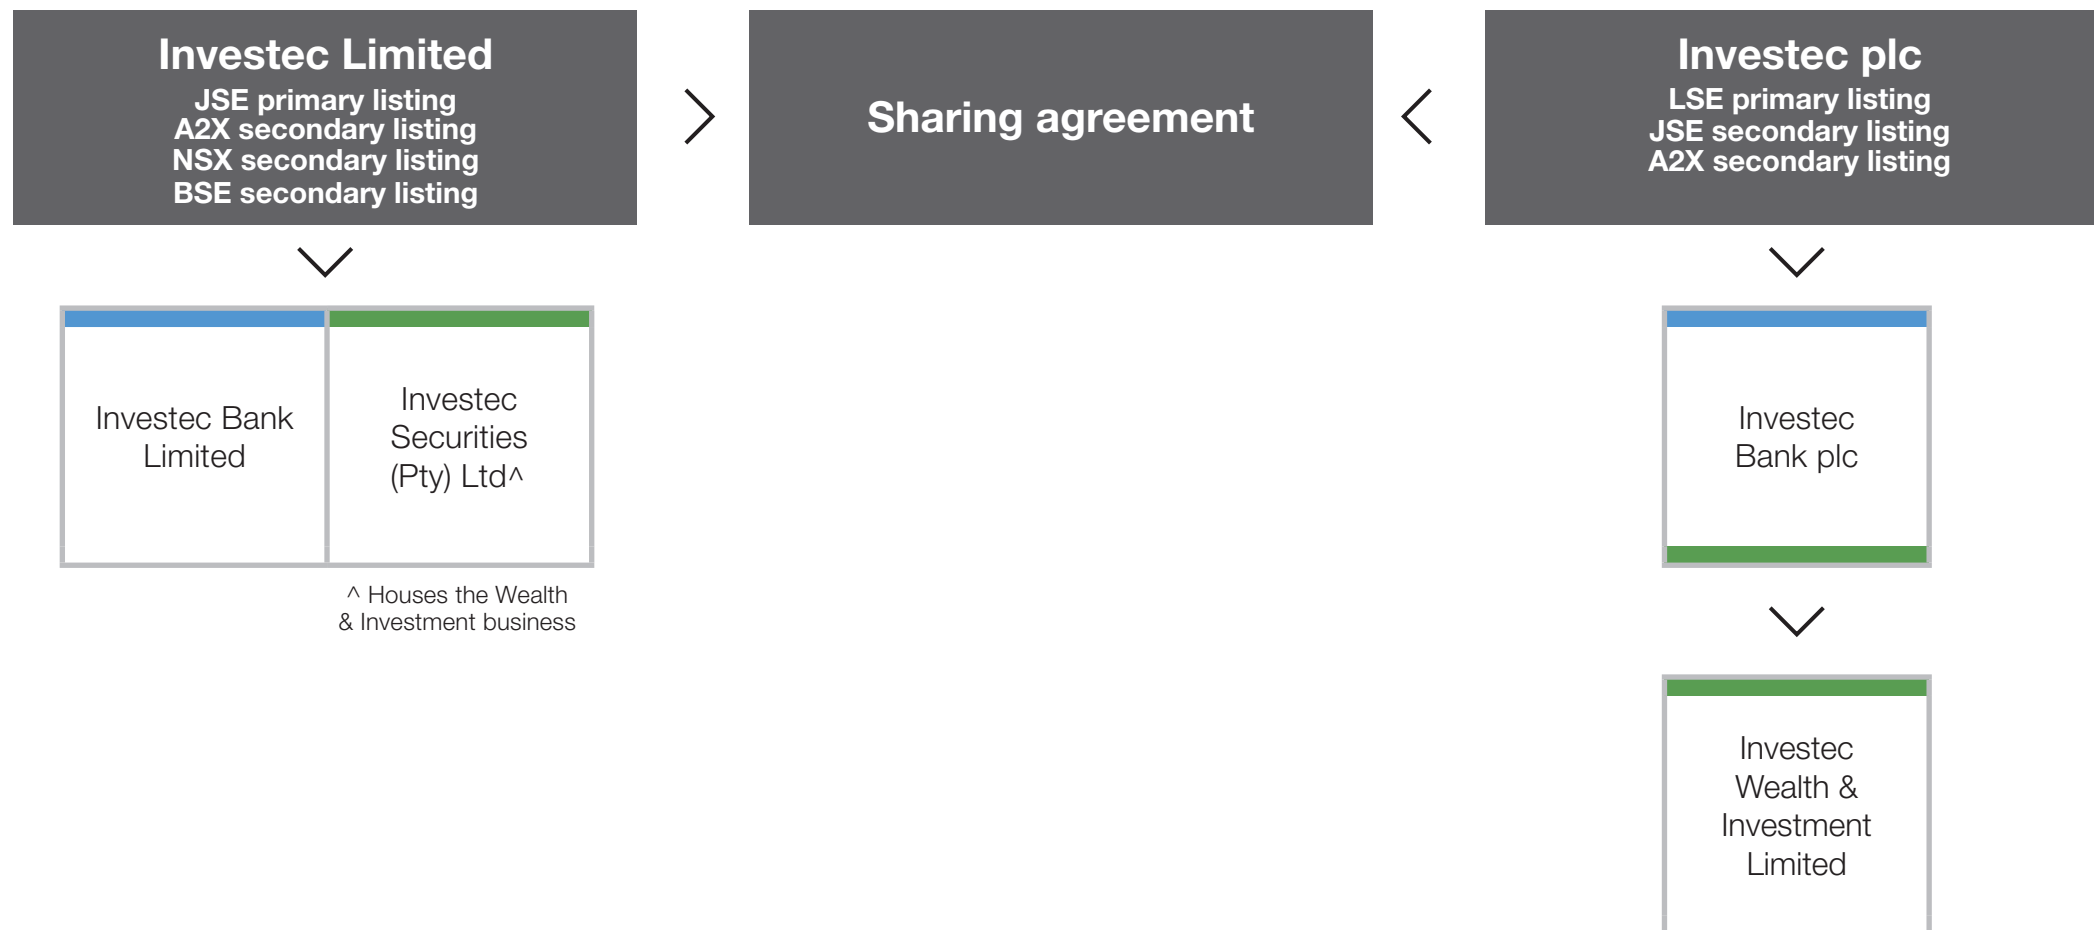 Investec Limited
JSE primary listing
A2X secondary listing
NSX secondary listing
BSE secondary listing
Sharing agreement
Investec plc
LSE primary listing
JSE secondary listing
A2X secondary listing
Investec Bank
Limited
Investec
Securities
(Pty) Ltd^
^ Houses the Wealth
& Investment business
Investec
Bank plc
Investec
Wealth &
Investment
Limited